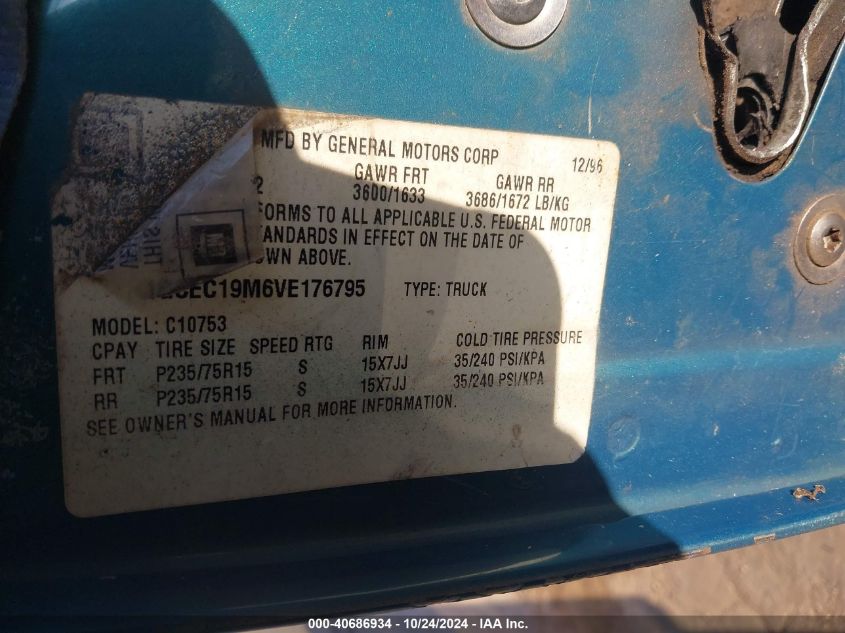 MFD BY GENERAL MOTORS CORP 12/96
GAWR FRT GAWR RR
3600/1633 3686/1672 LB/KG
FORMS TO ALL APPLICABLE U.S. FEDERAL MOTOR
ANDARDS IN EFFECT ON THE DATE OF
OWN ABOVE.
EC19M6VE176795 TYPE: TRUCK
MODEL: C10753
CPAY TIRE SIZE SPEED RTG RIM COLD TIRE PRESSURE
FRT P235/75R15 S 15X7JJ 35/240 PSI/KPA
RR P235/75R15 S 15X7JJ 35/240 PSI/KPA
SEE OWNER'S MANUAL FOR MORE INFORMATION.
000-40686934 - 10/24/2024 - IAA Inc.